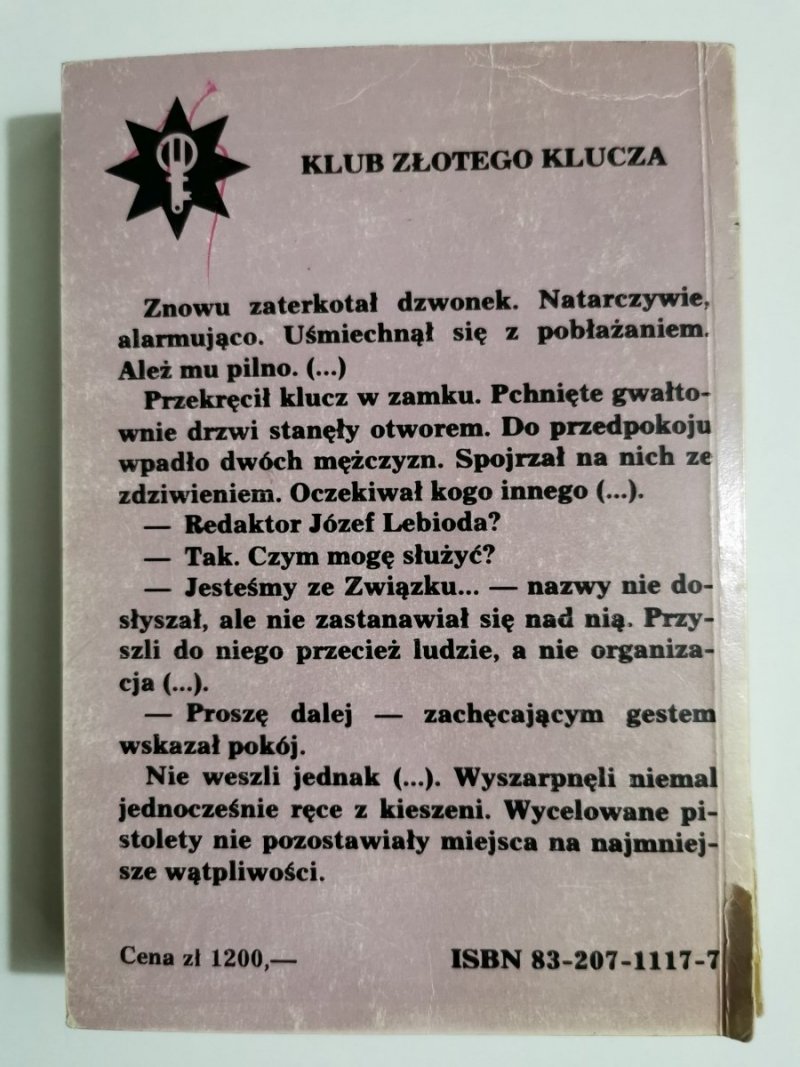 KLUB ZŁOTEGO KLUCZA
Znowu zaterkotał dzwonek. Natarczywie,
alarmująco. Uśmiechnął się z pobłażaniem.
Ależ mu pilno. (...)
Przekręcił klucz w zamku. Pchnięte gwałto-
wnie drzwi stanęły otworem. Do przedpokoju
wpadło dwóch mężczyzn. Spojrzał na nich ze
zdziwieniem. Oczekiwał kogo innego (...).
— Redaktor Józef Lebioda?
— Tak. Czym mogę służyć?
— Jesteśmy ze Związku... — nazwy nie do-
słyszał, ale nie zastanawiał się nad nią. Przy-
szli do niego przecież ludzie, a nie organiza-
cja (...).
— Proszę dalej — zachęcającym gestem
wskazał pokój.
Nie weszli jednak (...). Wyszarpnęli niemal
jednocześnie ręce z kieszeni. Wycelowane pi-
stolety nie pozostawiały miejsca na najmniej-
sze wątpliwości.
Cena zł 1200,—
ISBN 83-207-1117-7